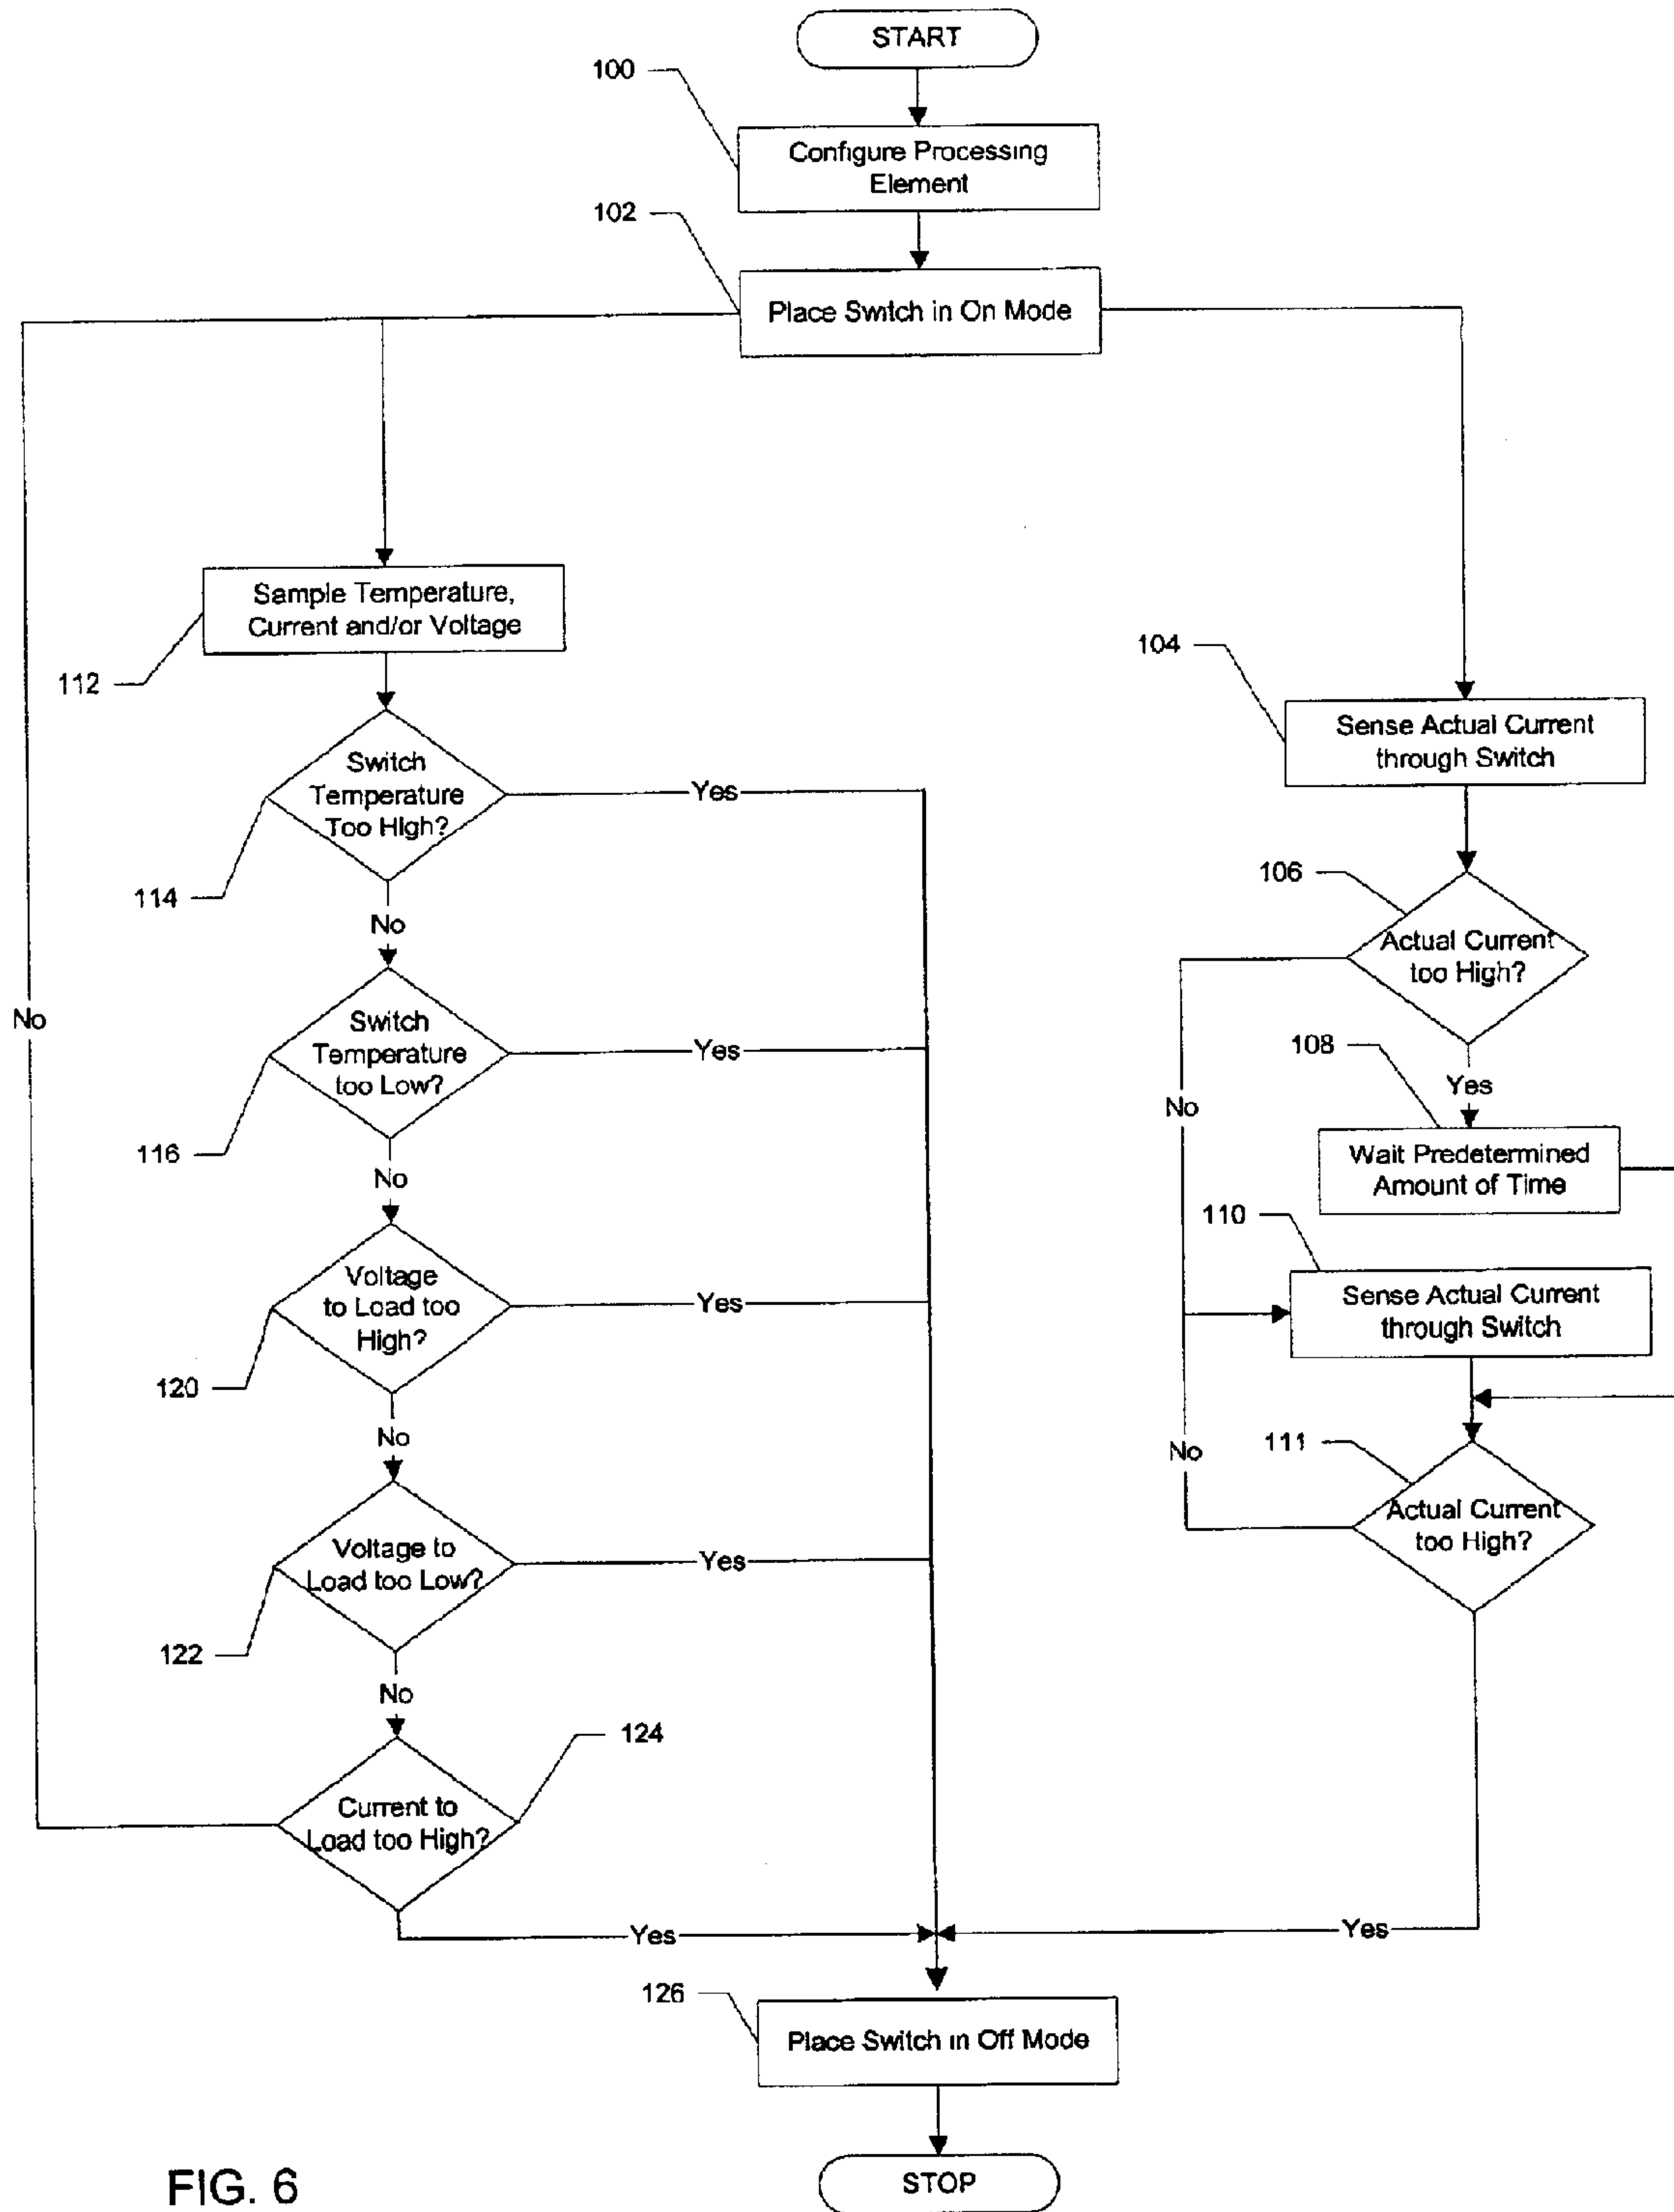 START
100
Configure Processing
Element
102
Place Switch in On Mode
Sample Temperature,
Current and/or Voltage
112
104
Sense Actual Current
through Switch
Switch
Temperature
Too High?
Yes
114
No
106
Actual Current
too High?
No
Switch
Temperature
too Low?
Yes
116
No
108
Yes
No
Wait Predetermined
Amount of Time
110
Voltage
to Load too
High?
Yes
120
No
Sense Actual Current
through Switch
111
No
Actual Current
too High?
Voltage to
Load too Low?
Yes
122
No
124
Current to
Load too High?
Yes
Yes
126
Place Switch in Off Mode
STOP
FIG. 6